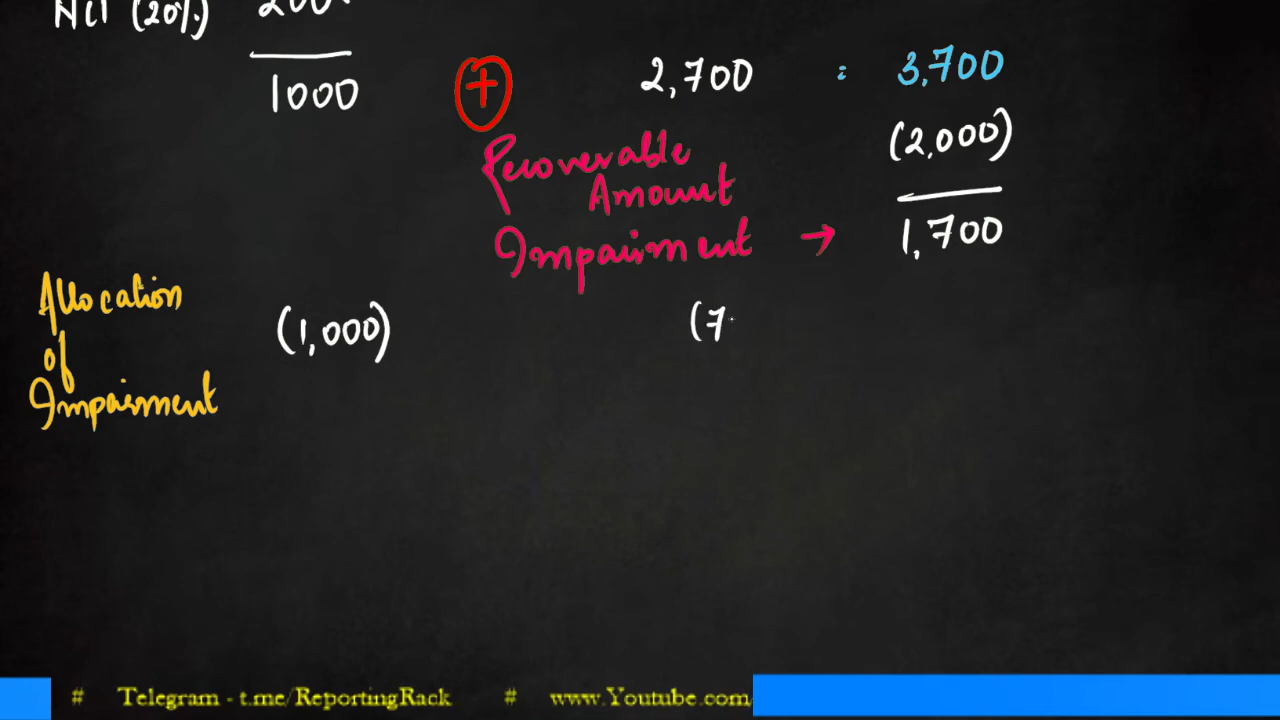 NCI (20%) 200
1000 + 2,700 = 3,700
Recoverable Amount (2,000)
Impairment → 1,700
Allocation of Impairment (1,000) (7
# Telegram - t.me/ReportingRack # www.Youtube.com/